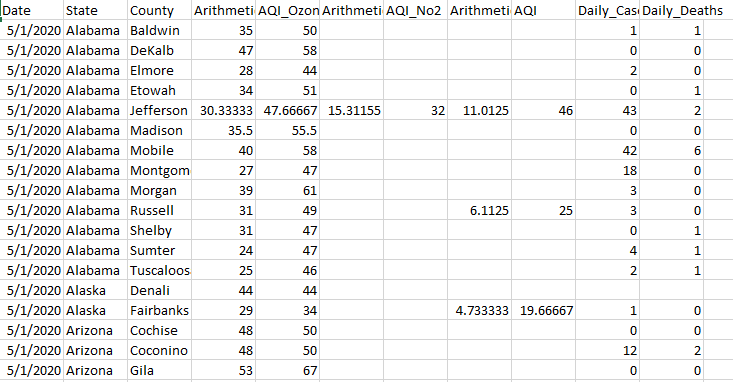 Date State County Arithmeti AQI_Ozon Arithmeti AQI_No2 Arithmeti AQI Daily_Cas Daily_Deaths
5/1/2020 Alabama Baldwin 35 50 1 1
5/1/2020 Alabama DeKalb 47 58 0 0
5/1/2020 Alabama Elmore 28 44 2 0
5/1/2020 Alabama Etowah 34 51 0 1
5/1/2020 Alabama Jefferson 30.33333 47.66667 15.31155 32 11.0125 46 43 2
5/1/2020 Alabama Madison 35.5 55.5 0 0
5/1/2020 Alabama Mobile 40 58 42 6
5/1/2020 Alabama Montgom 27 47 18 0
5/1/2020 Alabama Morgan 39 61 3 0
5/1/2020 Alabama Russell 31 49 6.1125 25 3 0
5/1/2020 Alabama Shelby 31 47 0 1
5/1/2020 Alabama Sumter 24 47 4 1
5/1/2020 Alabama Tuscaloos 25 46 2 1
5/1/2020 Alaska Denali 44 44
5/1/2020 Alaska Fairbanks 29 34 4.733333 19.66667 1 0
5/1/2020 Arizona Cochise 48 50 0 0
5/1/2020 Arizona Coconino 48 50 12 2
5/1/2020 Arizona Gila 53 67 0 0